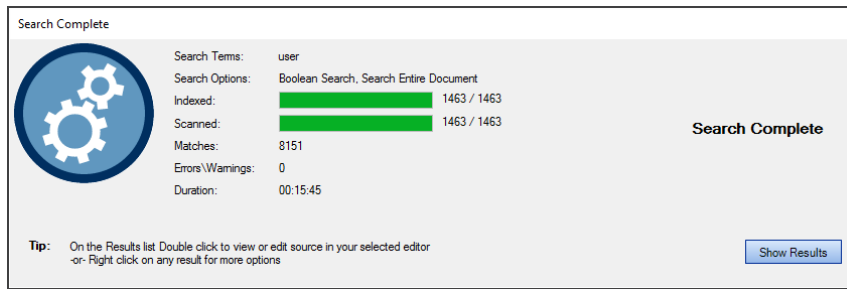 Search Complete
Search Terms: user
Search Options: Boolean Search, Search Entire Document
Indexed: 1463 / 1463
Scanned: 1463 / 1463
Matches: 8151
Errors\Warnings: 0
Duration: 00:15:45
Search Complete
Tip: On the Results list Double click to view or edit source in your selected editor
-or- Right click on any result for more options
Show Results